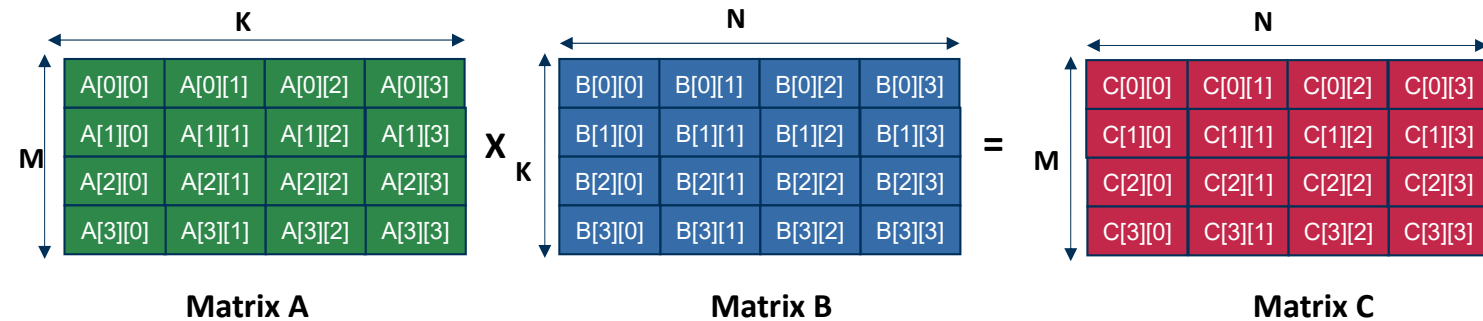 K N N
A[0][0] A[0][1] A[0][2] A[0][3] B[0][0] B[0][1] B[0][2] B[0][3] C[0][0] C[0][1] C[0][2] C[0][3]
A[1][0] A[1][1] A[1][2] A[1][3] B[1][0] B[1][1] B[1][2] B[1][3] C[1][0] C[1][1] C[1][2] C[1][3]
M X K = M
A[2][0] A[2][1] A[2][2] A[2][3] B[2][0] B[2][1] B[2][2] B[2][3] C[2][0] C[2][1] C[2][2] C[2][3]
A[3][0] A[3][1] A[3][2] A[3][3] B[3][0] B[3][1] B[3][2] B[3][3] C[3][0] C[3][1] C[3][2] C[3][3]
Matrix A Matrix B Matrix C